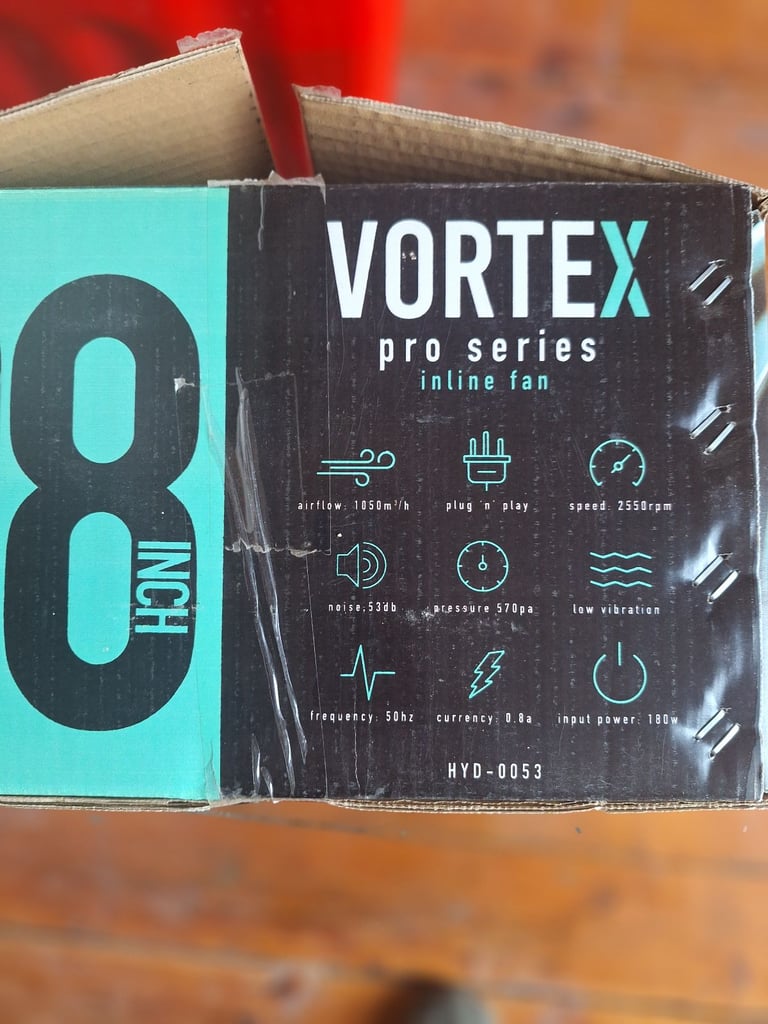 8
INCH
VORTEX
pro series
inline fan
airflow: 1050m³/h
plug 'n' play
speed: 2550rpm
noise:53db
pressure 570pa
low vibration
frequency: 50hz
currency: 0.8a
input power: 180w
HYD-0053